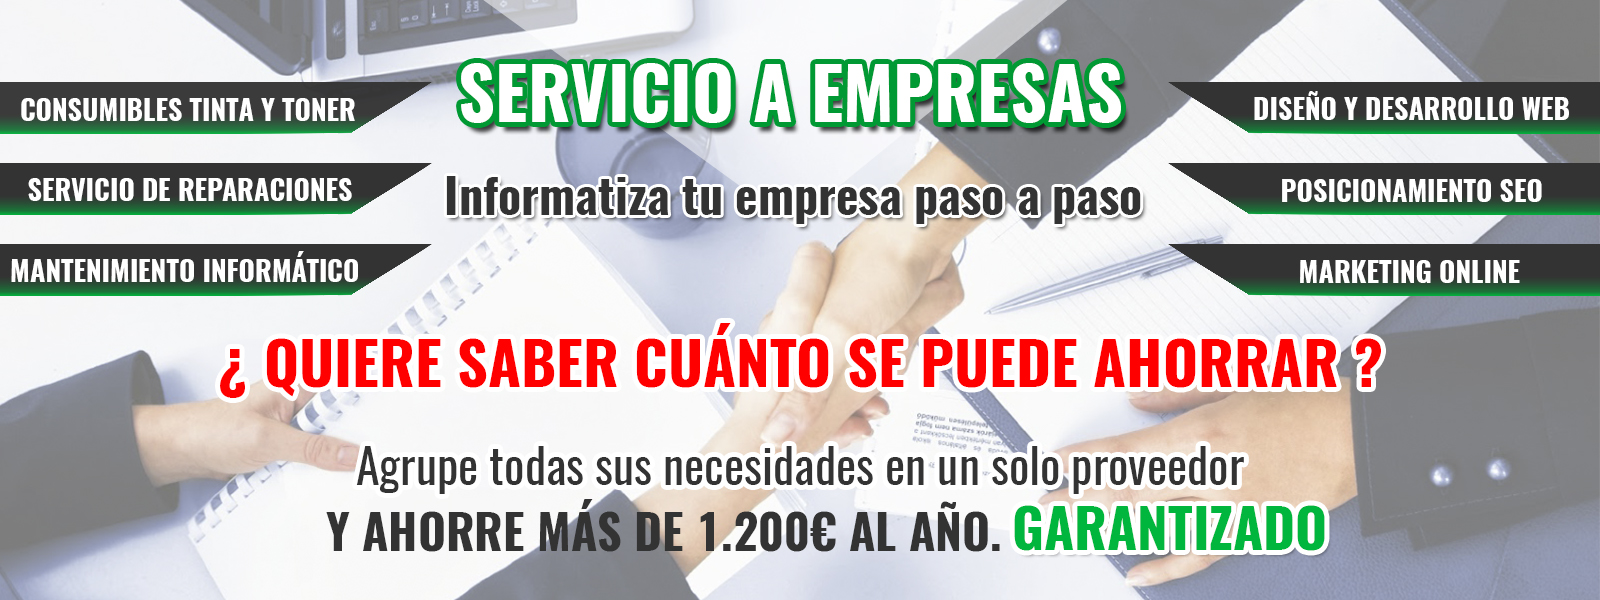 SERVICIO A EMPRESAS
Informatiza tu empresa paso a paso
CONSUMIBLES TINTA Y TONER
SERVICIO DE REPARACIONES
MANTENIMIENTO INFORMÁTICO
DISEÑO Y DESARROLLO WEB
POSICIONAMIENTO SEO
MARKETING ONLINE
¿ QUIERE SABER CUÁNTO SE PUEDE AHORRAR ?
Agrupe todas sus necesidades en un solo proveedor
Y AHORRE MÁS DE 1.200€ AL AÑO. GARANTIZADO